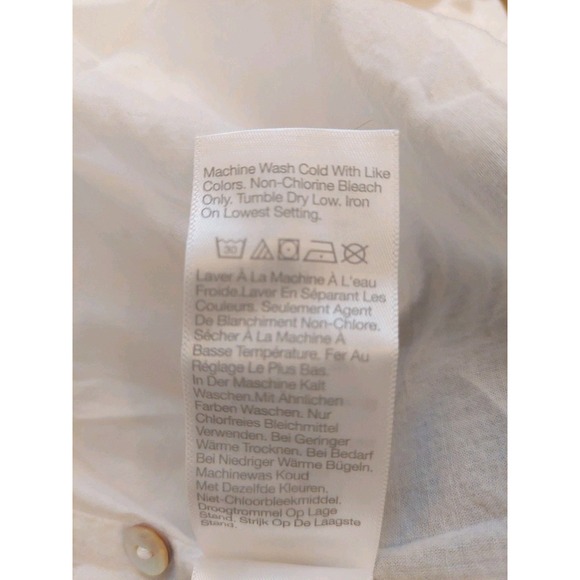 Machine Wash Cold With Like
Colors. Non-Chlorine Bleach
Only. Tumble Dry Low. Iron
On Lowest Setting.
30
Laver À La Machine À L'eau
Froide.Laver En Séparant Les
Couleurs. Seulement Agent
De Blanchiment Non-Chlore.
Sécher À La Machine À
Basse Température. Fer Au
Réglage Le Plus Bas.
In Der Maschine Kalt
Waschen.Mit Ähnlichen
Farben Waschen. Nur
Chlorfreies Bleichmittel
Verwenden. Bei Geringer
Wärme Trocknen. Bei Bedarf
Bei Niedriger Wärme Bügeln.
Machinewas Koud
Met Dezelfde Kleuren.
Niet-Chloorbleekmiddel.
Droogtrommel Op Lage
Stand. Strijk Op De Laagste
Stand.